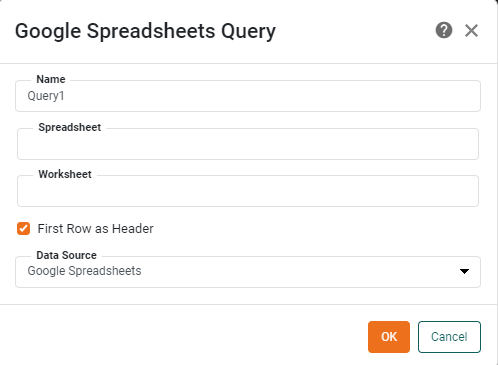 Google Spreadsheets Query
Name
Query1
Spreadsheet
Worksheet
First Row as Header
Data Source
Google Spreadsheets
OK Cancel